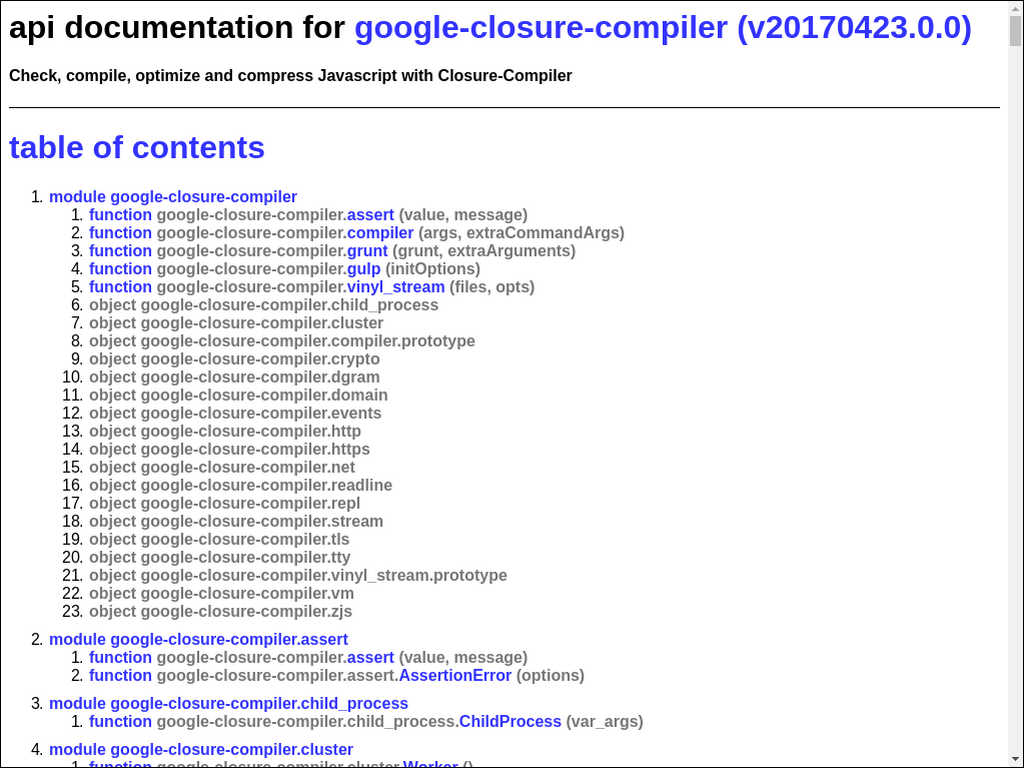 api documentation for google-closure-compiler (v20170423.0.0)
Check, compile, optimize and compress Javascript with Closure-Compiler
table of contents
1. module google-closure-compiler
1. function google-closure-compiler.assert (value, message)
2. function google-closure-compiler.compiler (args, extraCommandArgs)
3. function google-closure-compiler.grunt (grunt, extraArguments)
4. function google-closure-compiler.gulp (initOptions)
5. function google-closure-compiler.vinyl_stream (files, opts)
6. object google-closure-compiler.child_process
7. object google-closure-compiler.cluster
8. object google-closure-compiler.compiler.prototype
9. object google-closure-compiler.crypto
10. object google-closure-compiler.dgram
11. object google-closure-compiler.domain
12. object google-closure-compiler.events
13. object google-closure-compiler.http
14. object google-closure-compiler.https
15. object google-closure-compiler.net
16. object google-closure-compiler.readline
17. object google-closure-compiler.repl
18. object google-closure-compiler.stream
19. object google-closure-compiler.tls
20. object google-closure-compiler.tty
21. object google-closure-compiler.vinyl_stream.prototype
22. object google-closure-compiler.vm
23. object google-closure-compiler.zjs
2. module google-closure-compiler.assert
1. function google-closure-compiler.assert (value, message)
2. function google-closure-compiler.assert.AssertionError (options)
3. module google-closure-compiler.child_process
1. function google-closure-compiler.child_process.ChildProcess (var_args)
4. module google-closure-compiler.cluster
1. function google-closure-compiler.cluster.Worker ()